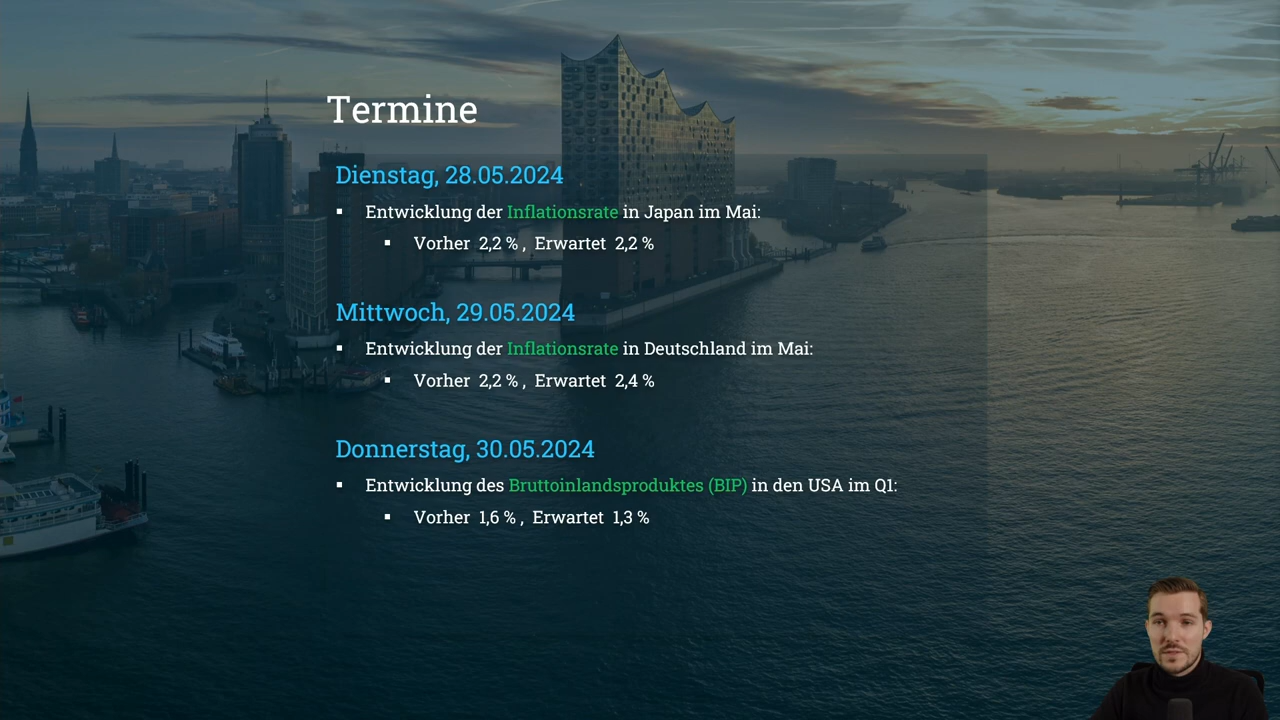 Termine
Dienstag, 28.05.2024
▪ Entwicklung der Inflationsrate in Japan im Mai:
▪ Vorher 2,2 % , Erwartet 2,2 %
Mittwoch, 29.05.2024
▪ Entwicklung der Inflationsrate in Deutschland im Mai:
▪ Vorher 2,2 % , Erwartet 2,4 %
Donnerstag, 30.05.2024
▪ Entwicklung des Bruttoinlandsproduktes (BIP) in den USA im Q1:
▪ Vorher 1,6 % , Erwartet 1,3 %